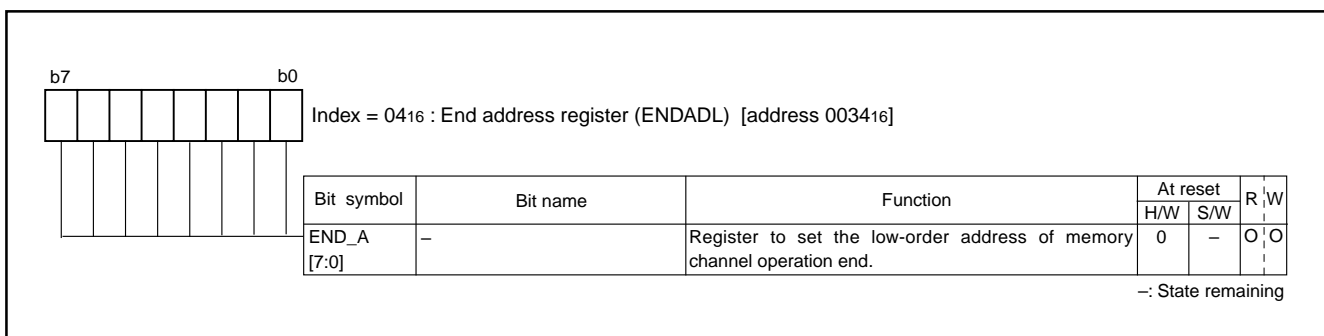 b7 b0
Index = 0416 : End address register (ENDADL) [address 003416]
Bit symbol Bit name Function At reset R W
H/W S/W
END_A – Register to set the low-order address of memory 0 – O O
[7:0] channel operation end.
–: State remaining